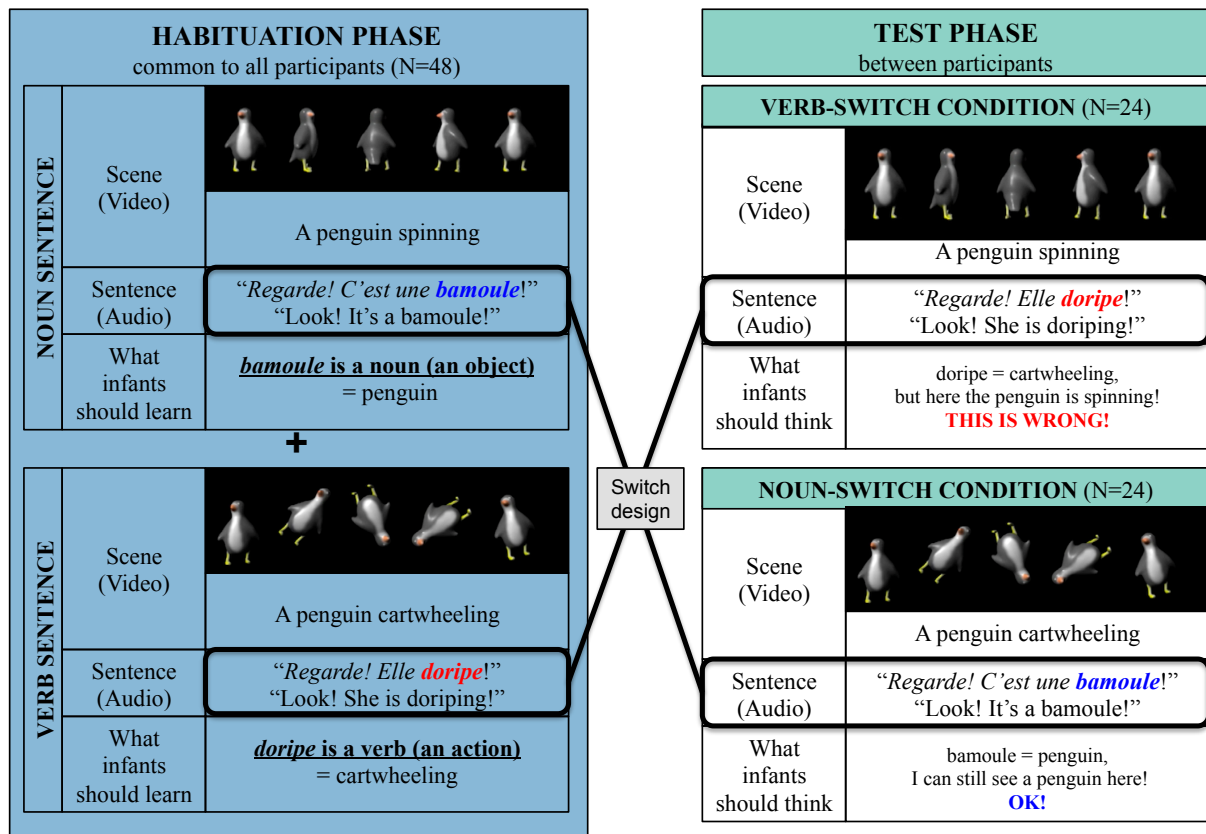 HABITUATION PHASE
common to all participants (N=48)
NOUN SENTENCE
Scene
(Video)
A penguin spinning
Sentence
(Audio)
“Regarde! C’est une bamoule!”
“Look! It’s a bamoule!”
What
infants
should learn
bamoule is a noun (an object)
= penguin
+
VERB SENTENCE
Scene
(Video)
A penguin cartwheeling
Sentence
(Audio)
“Regarde! Elle doripe!”
“Look! She is doriping!”
What
infants
should learn
doripe is a verb (an action)
= cartwheeling
Switch
design
TEST PHASE
between participants
VERB-SWITCH CONDITION (N=24)
Scene
(Video)
A penguin spinning
Sentence
(Audio)
“Regarde! Elle doripe!”
“Look! She is doriping!”
What
infants
should think
doripe = cartwheeling,
but here the penguin is spinning!
THIS IS WRONG!
NOUN-SWITCH CONDITION (N=24)
Scene
(Video)
A penguin cartwheeling
Sentence
(Audio)
“Regarde! C’est une bamoule!”
“Look! It’s a bamoule!”
What
infants
should think
bamoule = penguin,
I can still see a penguin here!
OK!